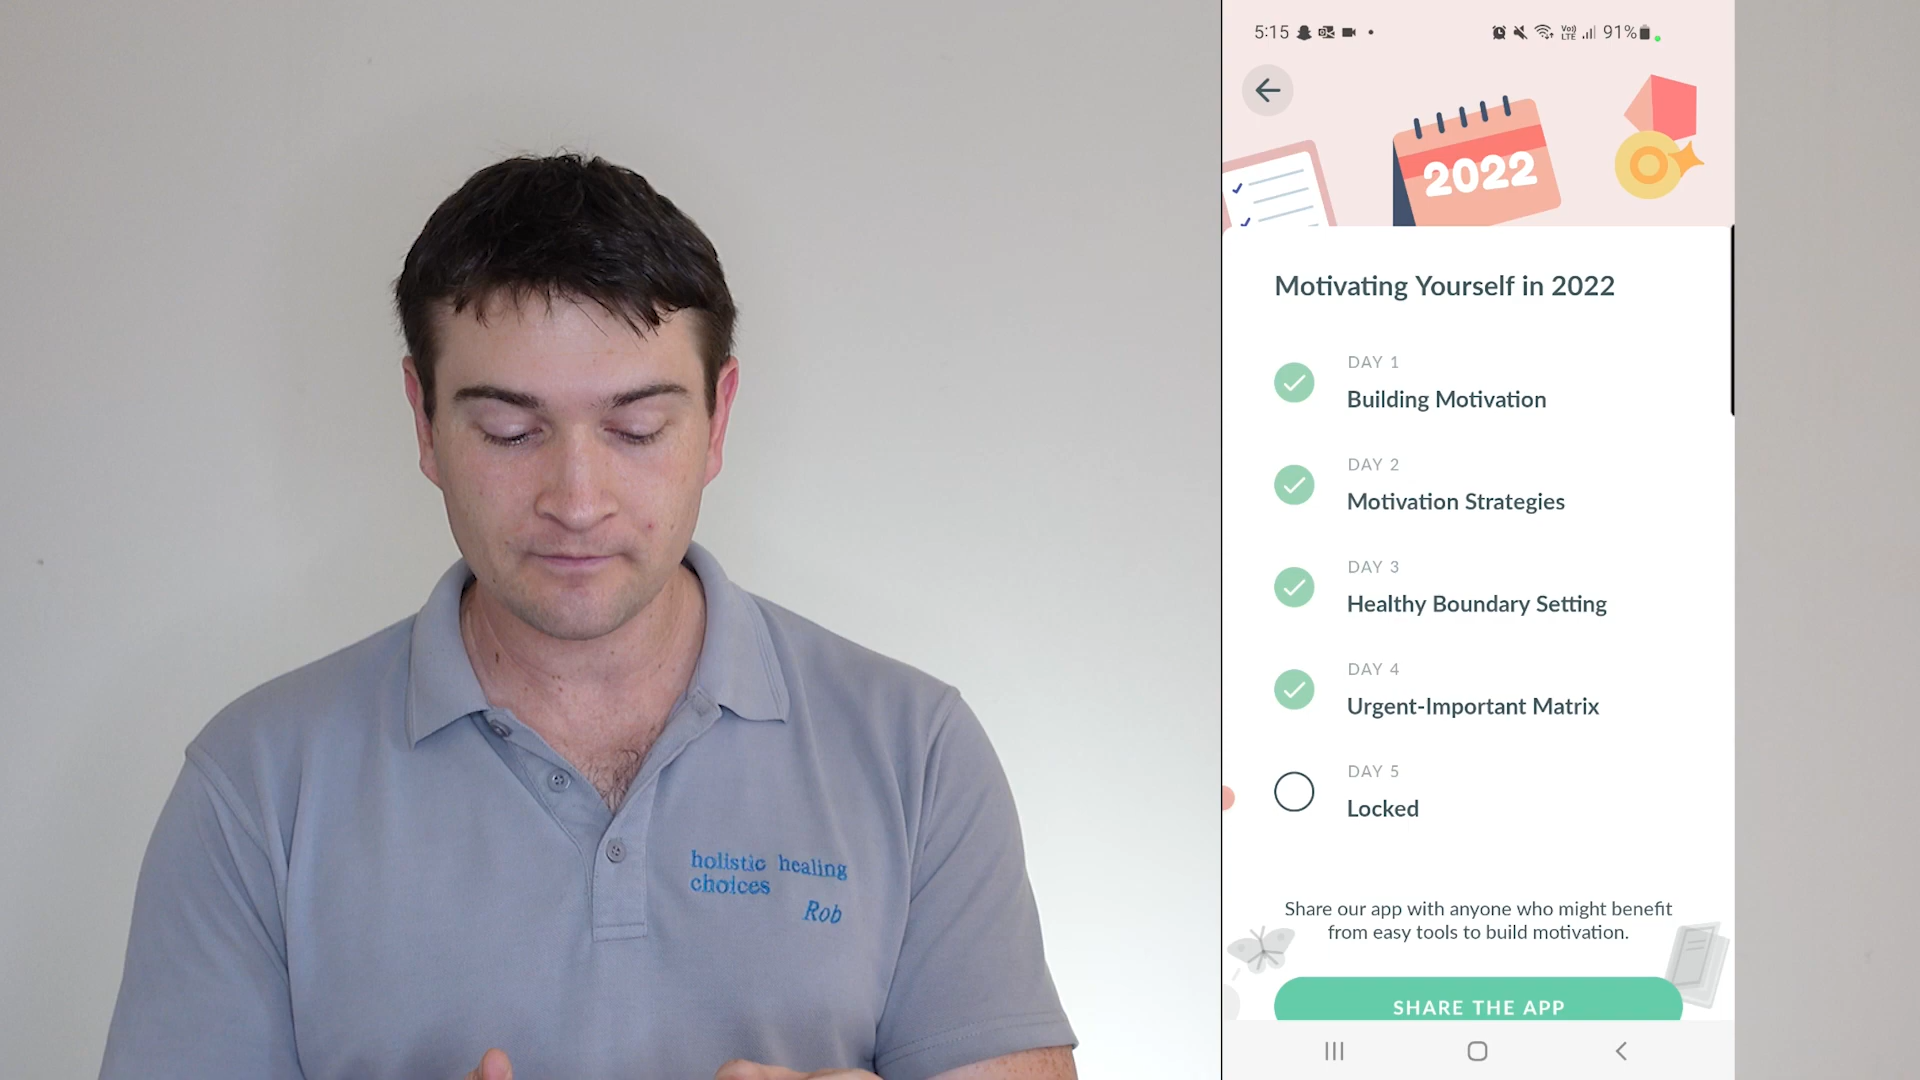 holistic healing
choices
Rob
5:15
Vo))
LTE
91%
2022
Motivating Yourself in 2022
DAY 1
Building Motivation
DAY 2
Motivation Strategies
DAY 3
Healthy Boundary Setting
DAY 4
Urgent-Important Matrix
DAY 5
Locked
Share our app with anyone who might benefit
from easy tools to build motivation.
SHARE THE APP